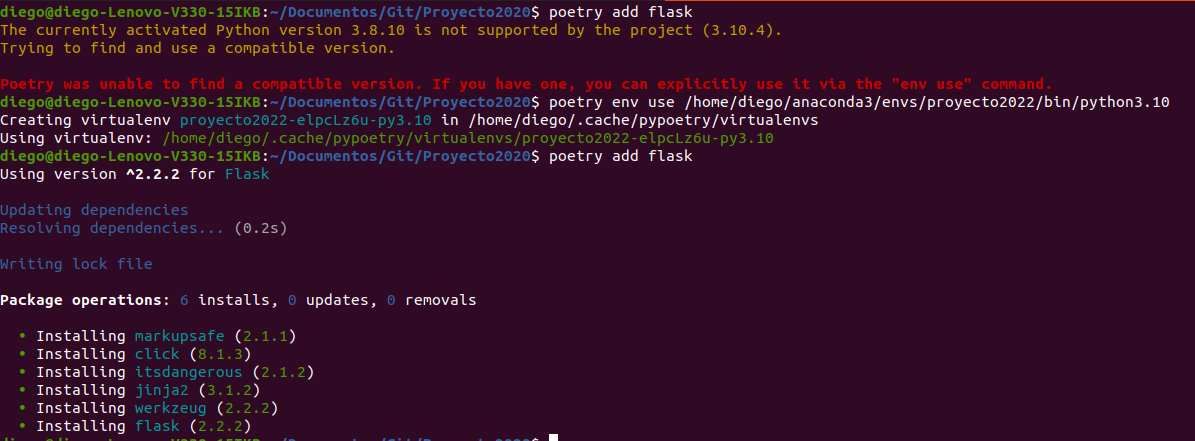 diego@diego-Lenovo-V330-15IKB:~/Documentos/Git/Proyecto2020$ poetry add flask
The currently activated Python version 3.8.10 is not supported by the project (3.10.4).
Trying to find and use a compatible version.
Poetry was unable to find a compatible version. If you have one, you can explicitly use it via the "env use" command.
diego@diego-Lenovo-V330-15IKB:~/Documentos/Git/Proyecto2020$ poetry env use /home/diego/anaconda3/envs/proyecto2022/bin/python3.10
Creating virtualenv proyecto2022-elpcLz6u-py3.10 in /home/diego/.cache/pypoetry/virtualenvs
Using virtualenv: /home/diego/.cache/pypoetry/virtualenvs/proyecto2022-elpcLz6u-py3.10
diego@diego-Lenovo-V330-15IKB:~/Documentos/Git/Proyecto2020$ poetry add flask
Using version ^2.2.2 for Flask
Updating dependencies
Resolving dependencies... (0.2s)
Writing lock file
Package operations: 6 installs, 0 updates, 0 removals
• Installing markupsafe (2.1.1)
• Installing click (8.1.3)
• Installing itsdangerous (2.1.2)
• Installing jinja2 (3.1.2)
• Installing werkzeug (2.2.2)
• Installing flask (2.2.2)
diego@diego-Lenovo-V330-15IKB:~/Documentos/Git/Proyecto2020$